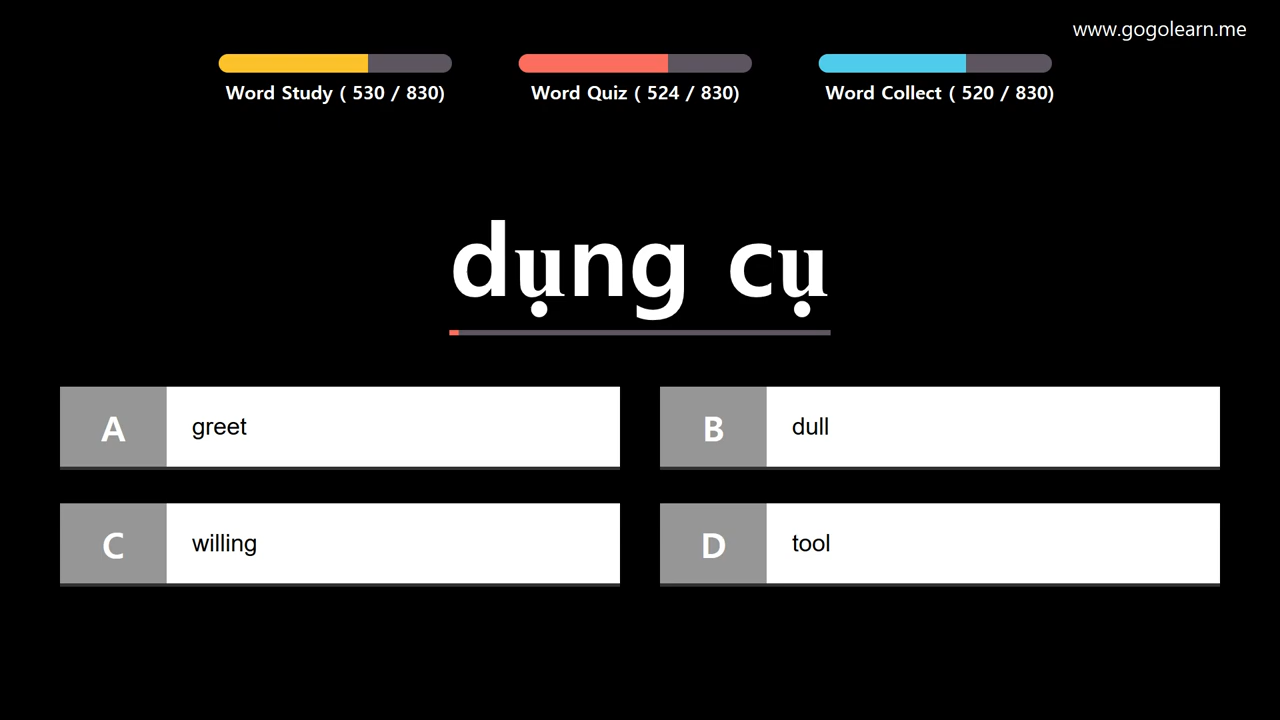 www.gogolearn.me
Word Study ( 530 / 830)
Word Quiz ( 524 / 830)
Word Collect ( 520 / 830)
dụng cụ
A greet
B dull
C willing
D tool